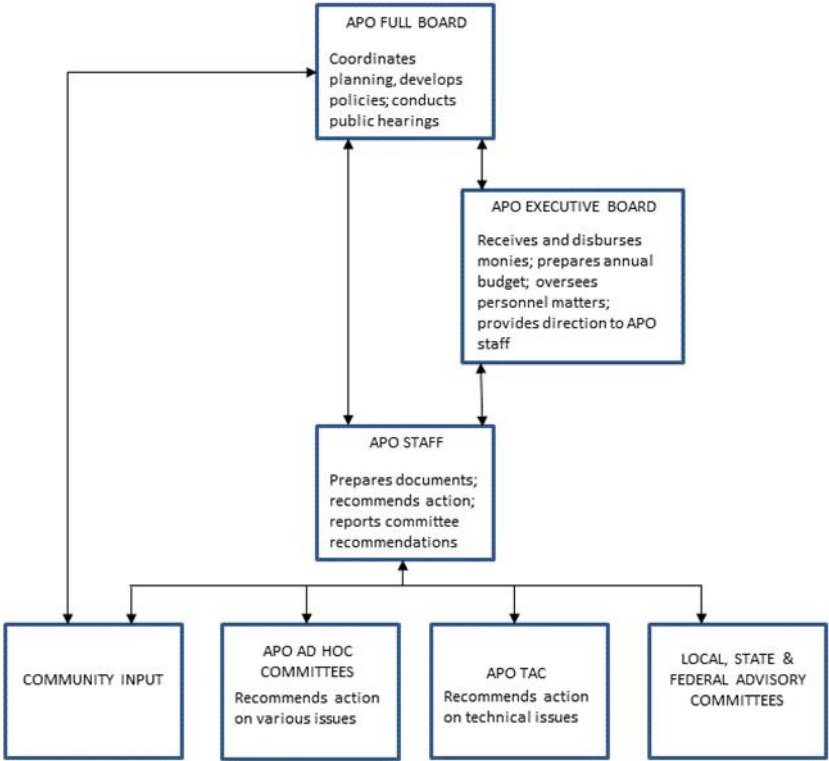 APO FULL BOARD
Coordinates
planning, develops
policies; conducts
public hearings
APO EXECUTIVE BOARD
Receives and disburses
monies; prepares annual
budget; oversees
personnel matters;
provides direction to APO
staff
APO STAFF
Prepares documents;
recommends action;
reports committee
recommendations
COMMUNITY INPUT
APO AD HOC
COMMITTEES
Recommends action
on various issues
APO TAC
Recommends action
on technical issues
LOCAL, STATE &
FEDERAL ADVISORY
COMMITTEES